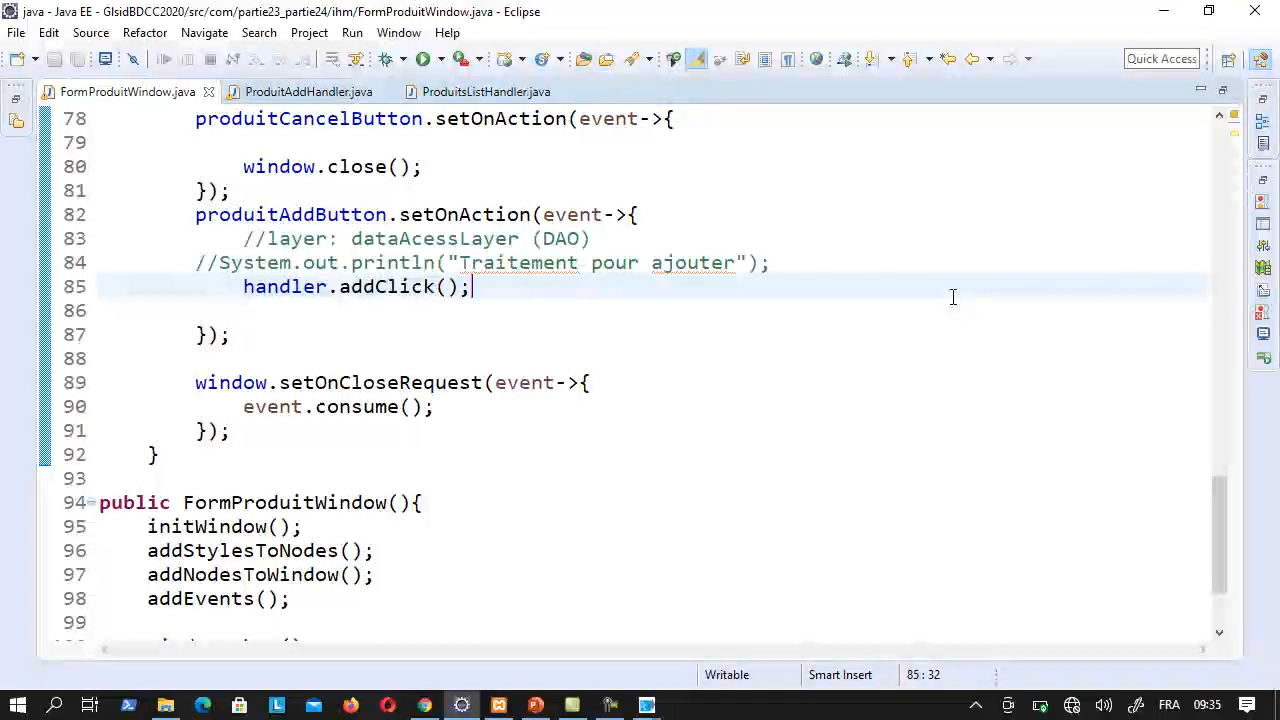 java - Java EE - GlsidBDCC2020/src/com/partie23_partie24/ihm/FormProduitWindow.java - Eclipse
File Edit Source Refactor Navigate Search Project Run Window Help
Quick Access
FormProduitWindow.java ProduitAddHandler.java ProduitsListHandler.java
78 produitCancelButton.setOnAction(event->{
79
80 window.close();
81 });
82 produitAddButton.setOnAction(event->{
83 //layer: dataAcessLayer (DAO)
84 //System.out.println("Traitement pour ajouter");
85 handler.addClick();
86
87 });
88
89 window.setOnCloseRequest(event->{
90 event.consume();
91 });
92 }
93
94 public FormProduitWindow(){
95 initWindow();
96 addStylesToNodes();
97 addNodesToWindow();
98 addEvents();
99
Writable Smart Insert 85 : 32
FRA 09:35